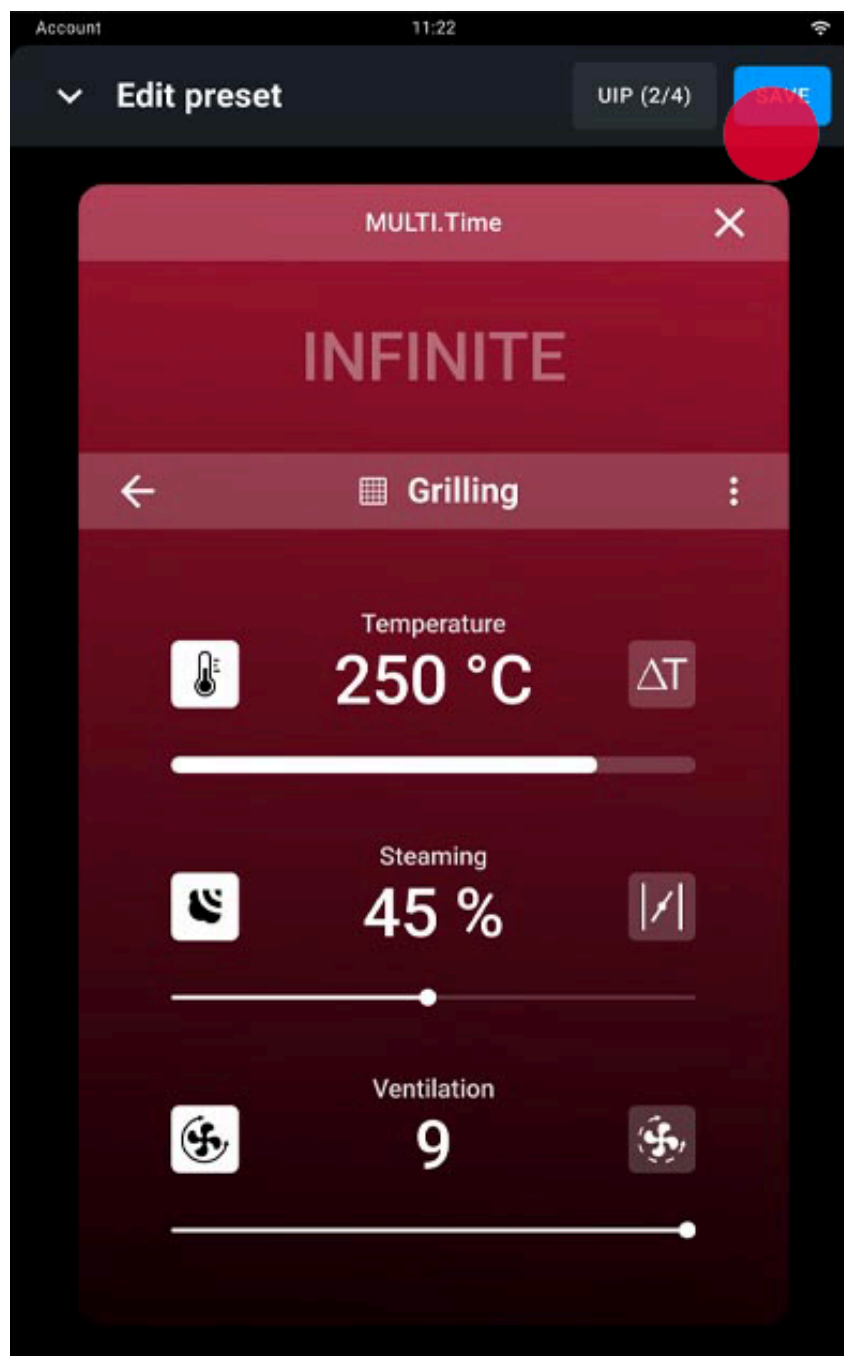 Account 11:22
Edit preset UIP (2/4) SAVE
MULTI.Time
INFINITE
Grilling
Temperature
250 °C ΔT
Steaming
45 %
Ventilation
9